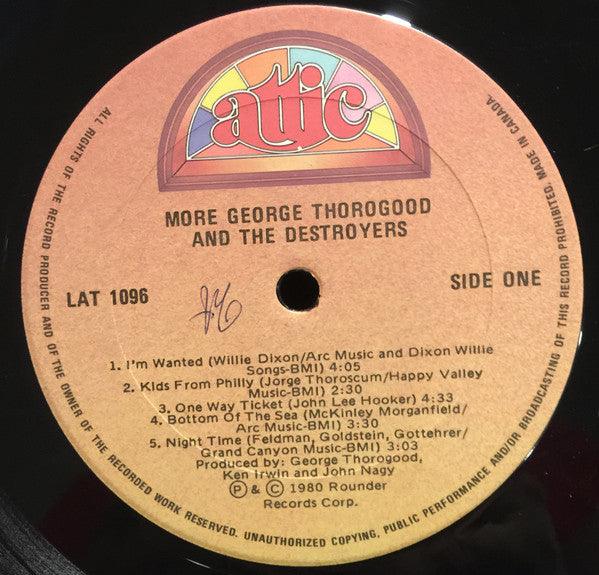 attic
MORE GEORGE THOROGOOD
AND THE DESTROYERS
LAT 1096
SIDE ONE
1. I'm Wanted (Willie Dixon/Arc Music and Dixon Willie
Songs-BMI) 4:05
2. Kids From Philly (Jorge Thoroscum/Happy Valley
Music-BMI) 2:30
3. One Way Ticket (John Lee Hooker) 4:33
4. Bottom Of The Sea (McKinley Morganfield/
Arc Music-BMI) 3:30
5. Night Time (Feldman, Goldstein, Gottehrer/
Grand Canyon Music-BMI) 3:03
Produced by: George Thorogood,
Ken Irwin and John Nagy
Ⓟ & © 1980 Rounder
Records Corp.
ALL RIGHTS OF THE RECORD PRODUCER AND OF THE OWNER OF THE RECORDED WORK RESERVED. UNAUTHORIZED COPYING, PUBLIC PERFORMANCE AND/OR BROADCASTING OF THIS RECORD PROHIBITED. MADE IN CANADA.